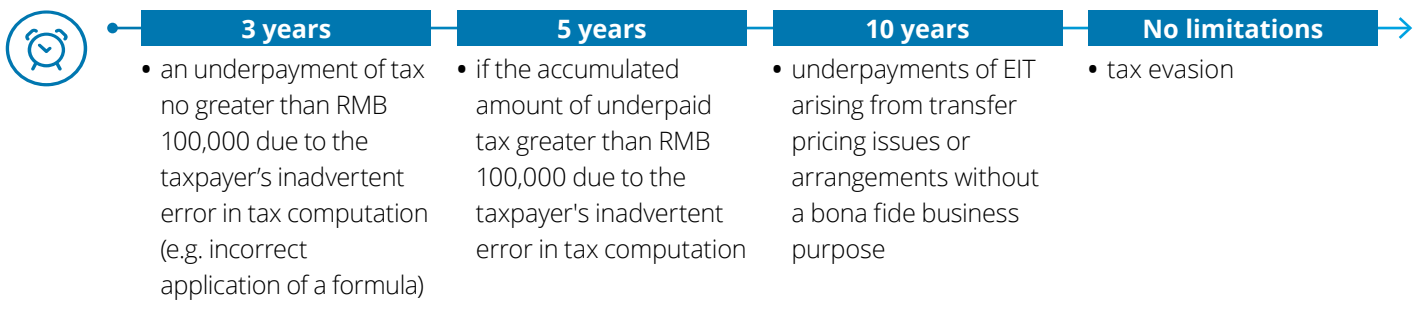 3 years
• an underpayment of tax
no greater than RMB
100,000 due to the
taxpayer’s inadvertent
error in tax computation
(e.g. incorrect
application of a formula)
5 years
• if the accumulated
amount of underpaid
tax greater than RMB
100,000 due to the
taxpayer's inadvertent
error in tax computation
10 years
• underpayments of EIT
arising from transfer
pricing issues or
arrangements without
a bona fide business
purpose
No limitations
• tax evasion